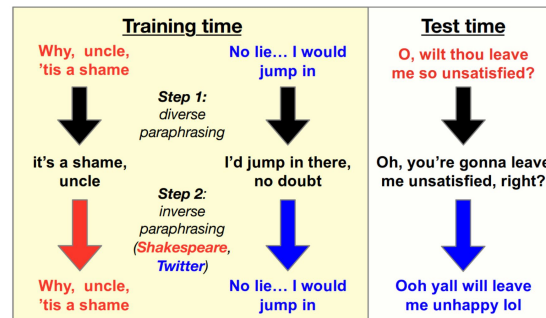 Training time
Why, uncle,
'tis a shame
No lie... I would
jump in
Step 1:
diverse
paraphrasing
it's a shame,
uncle
I'd jump in there,
no doubt
Step 2:
inverse
paraphrasing
(Shakespeare,
Twitter)
Why, uncle,
'tis a shame
No lie... I would
jump in
Test time
O, wilt thou leave
me so unsatisfied?
Oh, you're gonna leave
me unsatisfied, right?
Ooh yall will leave
me unhappy lol